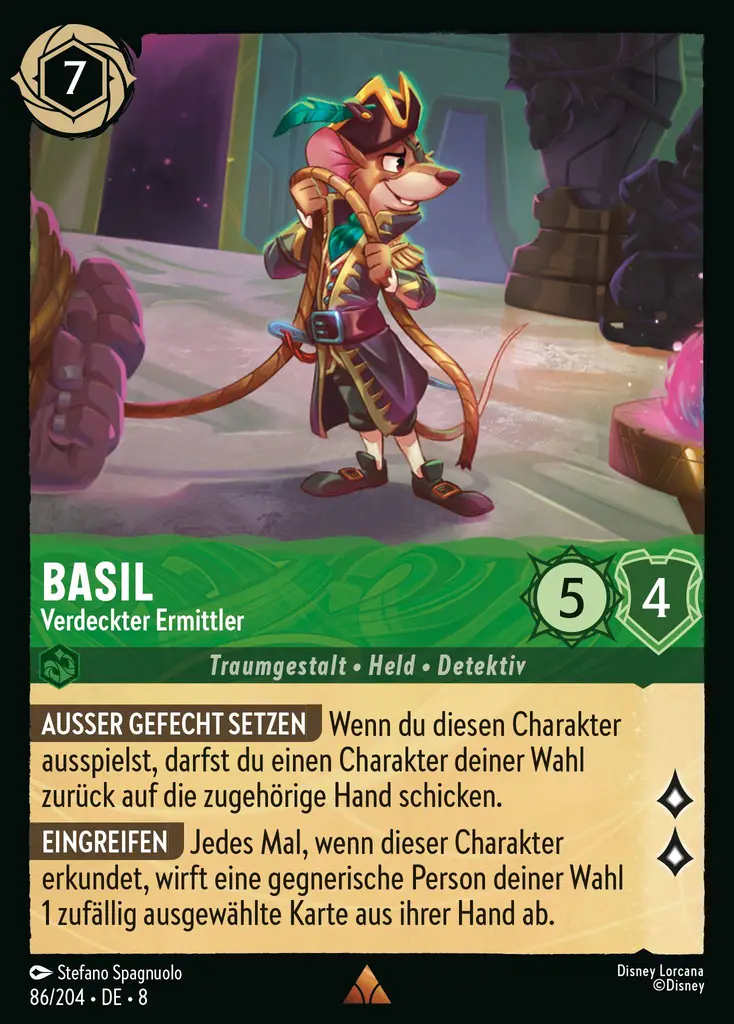 7
BASIL
Verdeckter Ermittler
5
4
Traumgestalt • Held • Detektiv
AUSSER GEFECHT SETZEN Wenn du diesen Charakter
ausspielst, darfst du einen Charakter deiner Wahl
zurück auf die zugehörige Hand schicken.
EINGREIFEN Jedes Mal, wenn dieser Charakter
erkundet, wirft eine gegnerische Person deiner Wahl
1 zufällig ausgewählte Karte aus ihrer Hand ab.
Stefano Spagnuolo
86/204 • DE • 8
Disney Lorcana
©Disney